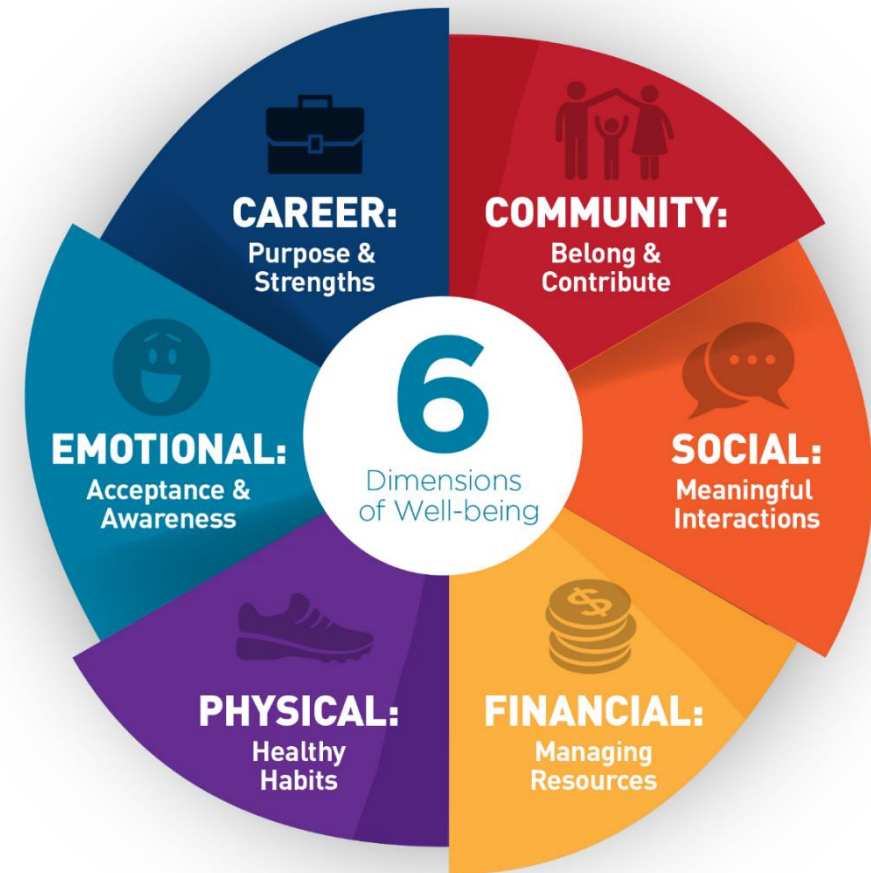 CAREER:
Purpose &
Strengths
COMMUNITY:
Belong &
Contribute
SOCIAL:
Meaningful
Interactions
$
FINANCIAL:
Managing
Resources
PHYSICAL:
Healthy
Habits
EMOTIONAL:
Acceptance &
Awareness
6
Dimensions
of Well-being